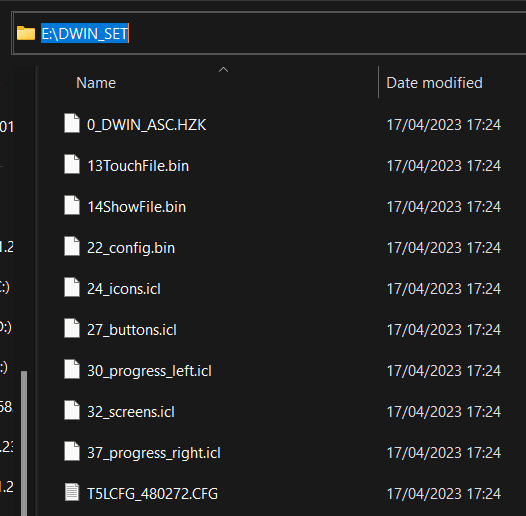 E:\DWIN_SET
Name Date modified
01
0_DWIN_ASC.HZK 17/04/2023 17:24
13TouchFile.bin 17/04/2023 17:24
14ShowFile.bin 17/04/2023 17:24
1.2 22_config.bin 17/04/2023 17:24
:) 24_icons.icl 17/04/2023 17:24
:) 27_buttons.icl 17/04/2023 17:24
:) 30_progress_left.icl 17/04/2023 17:24
68 32_screens.icl 17/04/2023 17:24
.23 37_progress_right.icl 17/04/2023 17:24
1.2 T5LCFG_480272.CFG 17/04/2023 17:24